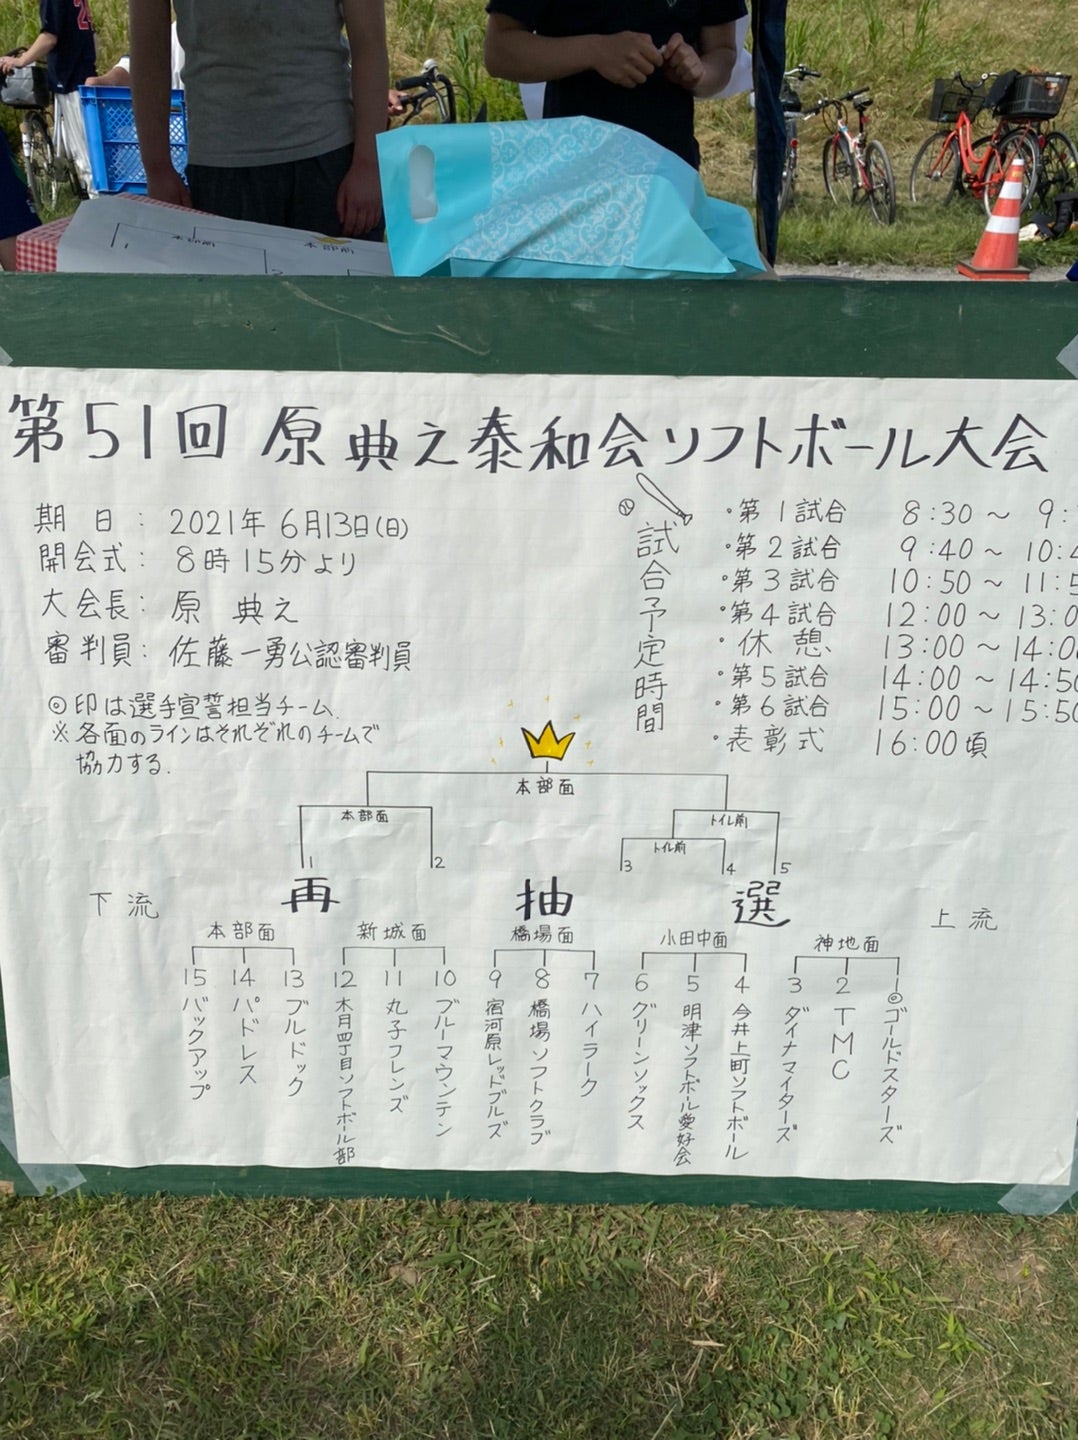 本部前
本部前
1
2
第51回 原典之泰和会ソフトボール大会
期日: 2021年6月13日(日)
開会式: 8時15分より
大会長: 原 典之
審判員: 佐藤一勇公認審判員
◎印は選手宣誓担当チーム.
※各面のラインはそれぞれのチームで
協力する.
試合予定時間
・第1試合 8:30〜9:
・第2試合 9:40〜10:4
・第3試合 10:50〜11:5
・第4試合 12:00〜13:0
・休憩 13:00〜14:00
・第5試合 14:00〜14:50
・第6試合 15:00〜15:50
・表彰式 16:00頃
本部面
本部面
トイレ前
トイレ前
1 2 3 4 5
再 抽 選
下流
上流
本部面 新城面 橋場面 小田中面 神地面
15 バックアップ
14 パドレス
13 ブルドック
12 木月四丁目ソフトボール部
11 丸子フレンズ
10 ブルーマウンテン
9 宿河原レッドブルズ
8 橋場ソフトクラブ
7 ハイラーク
6 グリーンソックス
5 明津ソフトボール愛好会
4 今井上町ソフトボール
3 ダイナマイターズ
2 TMC
1 ◎ゴールドスターズ